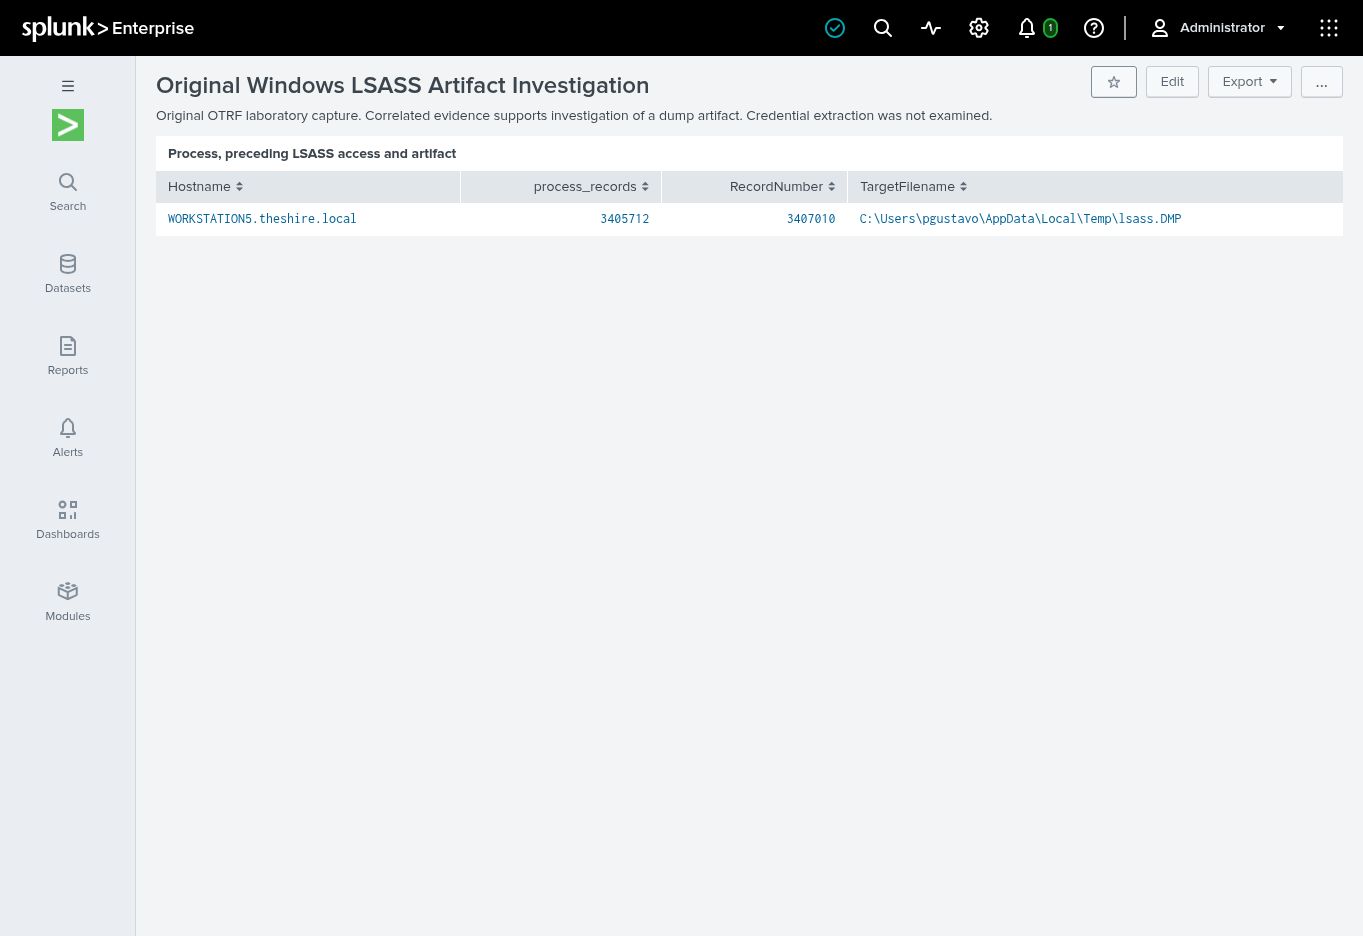 splunk> Enterprise
1
Administrator
Original Windows LSASS Artifact Investigation
Edit
Export
...
Original OTRF laboratory capture. Correlated evidence supports investigation of a dump artifact. Credential extraction was not examined.
Process, preceding LSASS access and artifact
Hostname process_records RecordNumber TargetFilename
WORKSTATION5.theshire.local 3405712 3407010 C:\Users\pgustavo\AppData\Local\Temp\lsass.DMP
Search
Datasets
Reports
Alerts
Dashboards
Modules